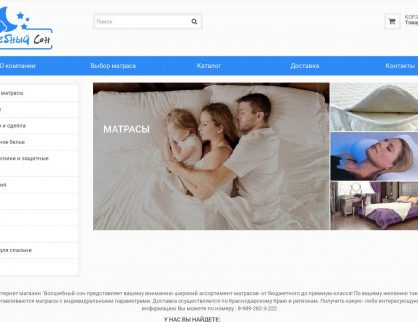 ебный Сон
Поиск
КОРЗ
Това
О компании
Выбор матраса
Каталог
Доставка
Контакты
матрасы
и и одеяла
ное белье
сники и защитные
ия
для спальни
МАТРАСЫ
тернет-магазин "Волшебный сон представляет вашему вниманию широкий ассортимент матрасов- от бюджетного до премиум класса! По вашему желанию так
тавливаются матрасы с индивидуальными параметрами. Доставка осуществляется по Краснодарскому Краю и регионам. Получить какую- либо интересующую
информацию Вы можете по номеру: 8-989-282-3-222
У НАС ВЫ НАЙДЕТЕ: